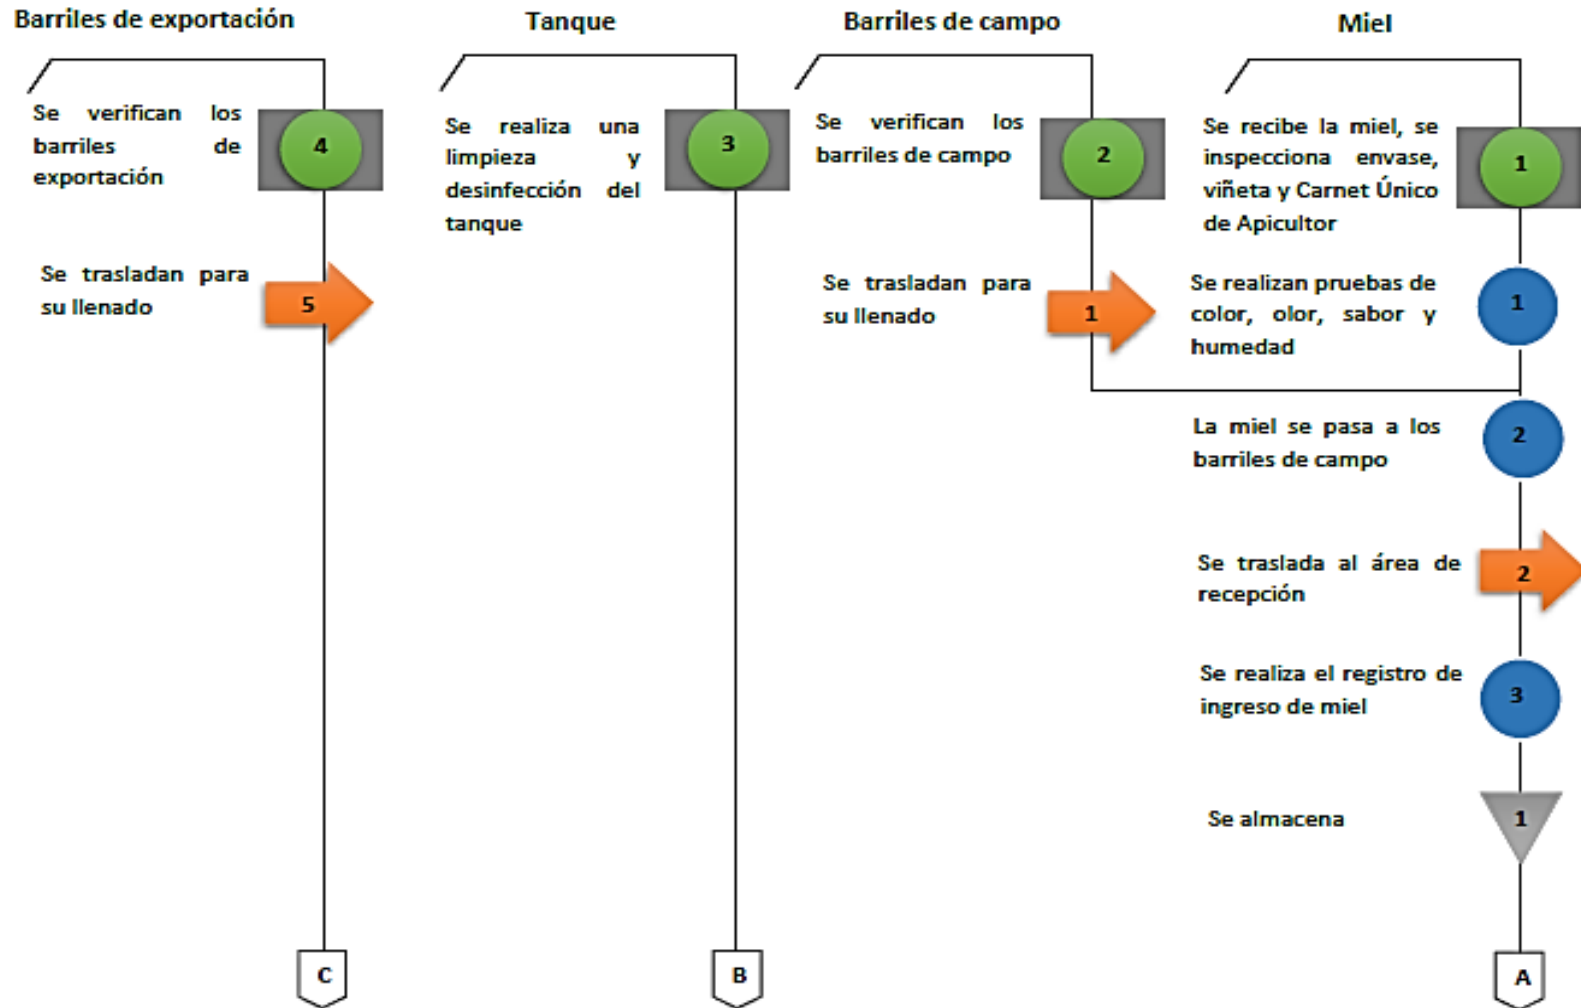 Barriles de exportación
Se verifican los
barriles de
exportación
4
Se trasladan para
su llenado
5
C
Tanque
Se realiza una
limpieza y
desinfección del
tanque
3
B
Barriles de campo
Se verifican los
barriles de campo
2
Se trasladan para
su llenado
1
Miel
Se recibe la miel, se
inspecciona envase,
viñeta y Carnet Único
de Apicultor
1
Se realizan pruebas de
color, olor, sabor y
humedad
1
La miel se pasa a los
barriles de campo
2
Se traslada al área de
recepción
2
Se realiza el registro de
ingreso de miel
3
Se almacena
1
A